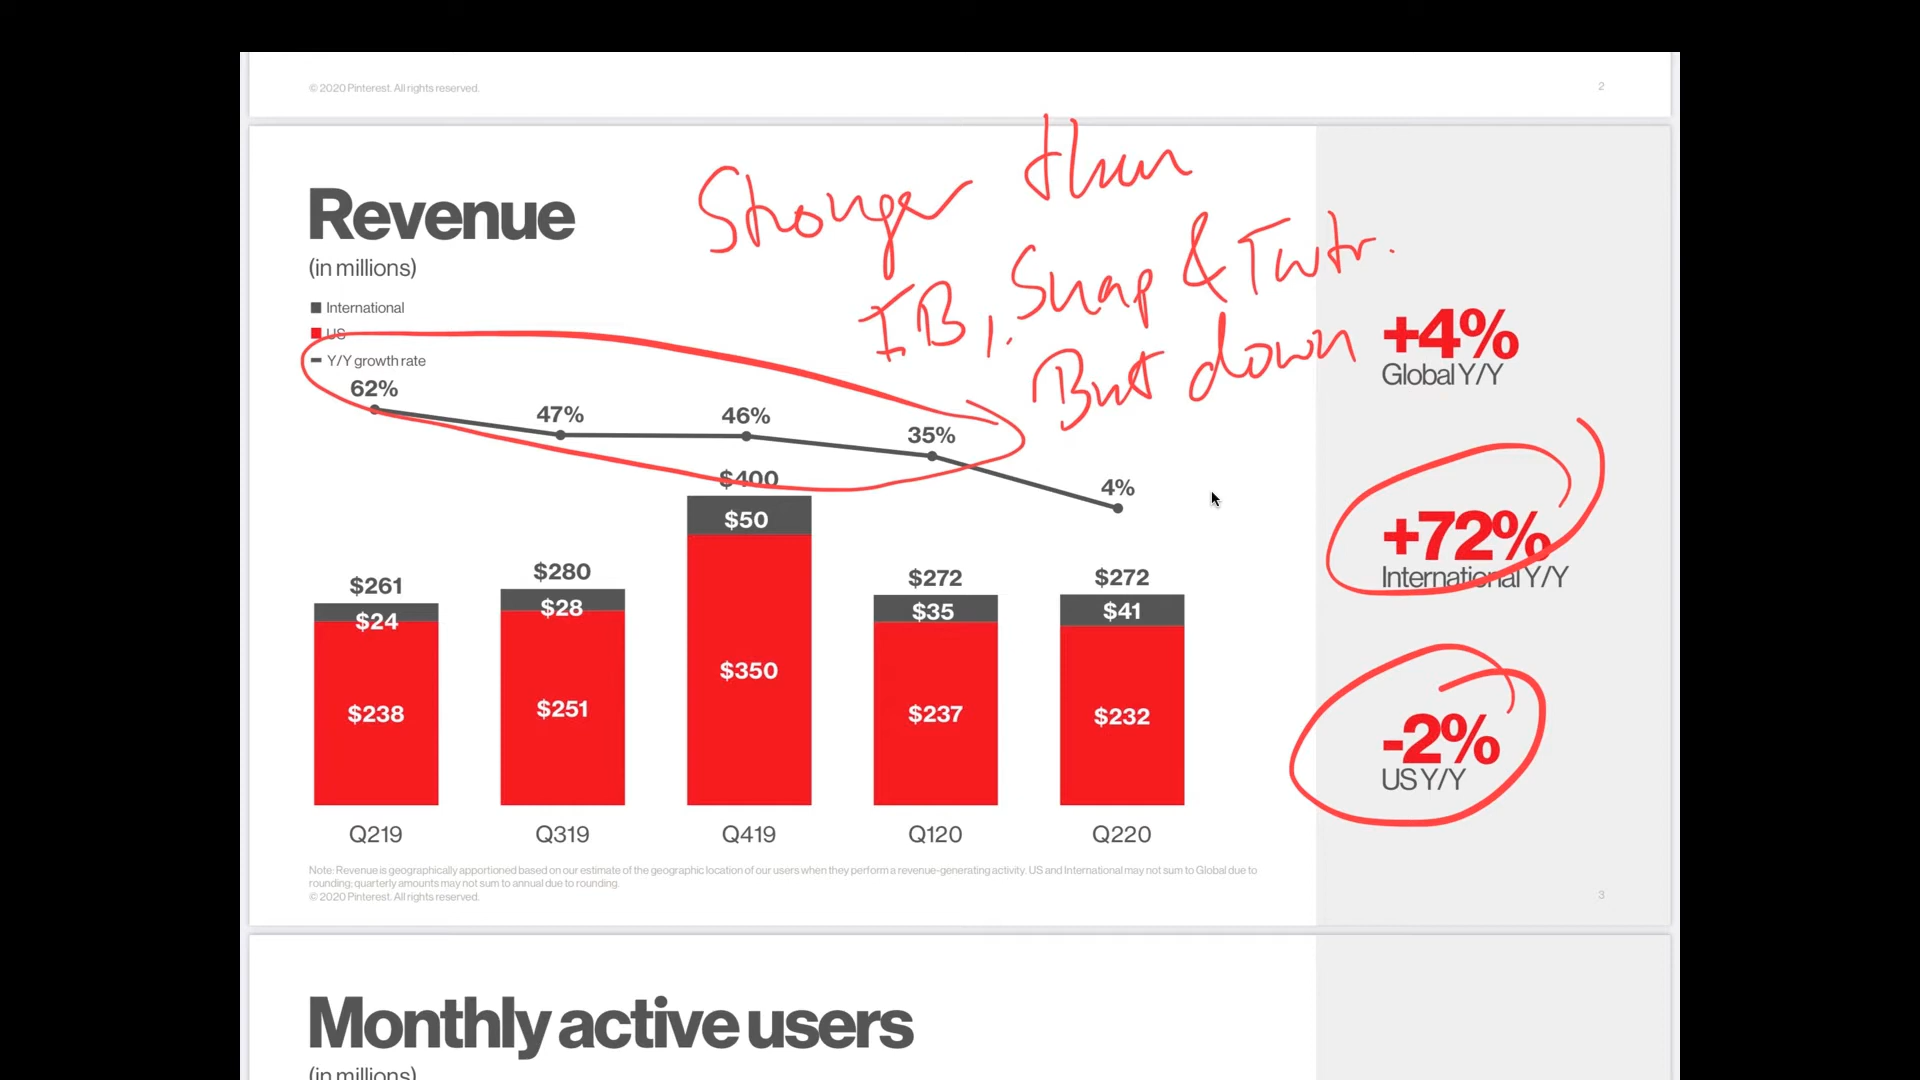 © 2020 Pinterest. All rights reserved.
2
Revenue
(in millions)
International
US
Y/Y growth rate
Stronger than
FB, Snap & Twtr.
But down
62%
47%
46%
35%
4%
$261
$24
$238
$280
$28
$251
$400
$50
$350
$272
$35
$237
$272
$41
$232
Q219
Q319
Q419
Q120
Q220
+4%
Global Y/Y
+72%
International Y/Y
-2%
US Y/Y
Note: Revenue is geographically apportioned based on our estimate of the geographic location of our users when they perform a revenue-generating activity. US and International may not sum to Global due to
rounding; quarterly amounts may not sum to annual due to rounding.
© 2020 Pinterest. All rights reserved.
3
Monthly active users
(in millions)